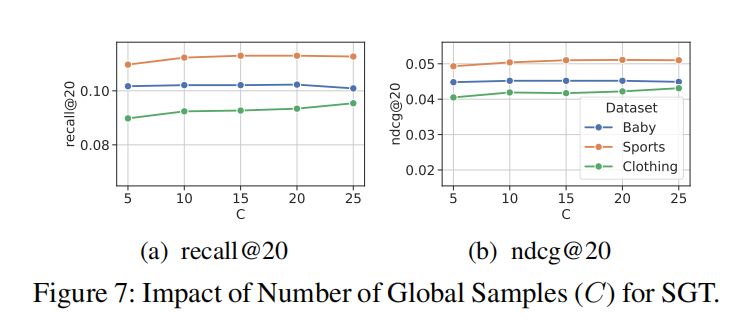 recall@20
0.10
0.08
5 10 15 20 25
C
(a) recall@20
ndcg@20
0.05
0.04
0.03
0.02
Dataset
Baby
Sports
Clothing
5 10 15 20 25
C
(b) ndcg@20
Figure 7: Impact of Number of Global Samples (C) for SGT.